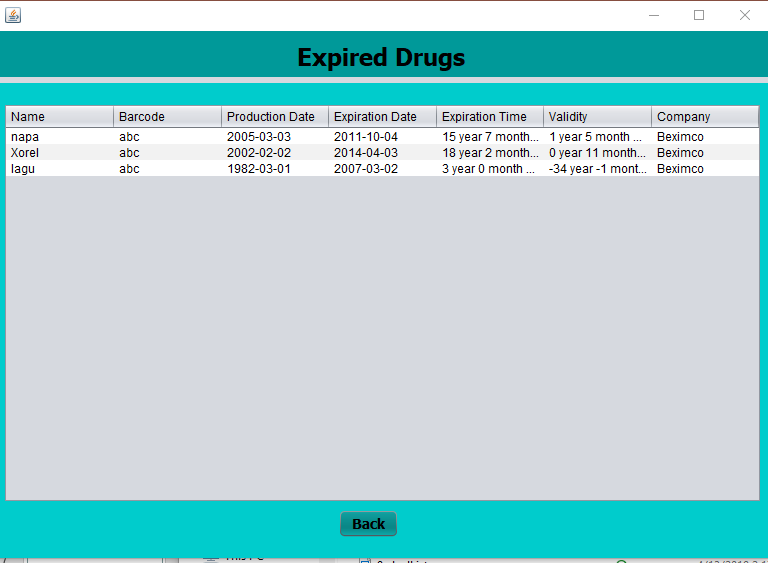 Expired Drugs
Name Barcode Production Date Expiration Date Expiration Time Validity Company
napa abc 2005-03-03 2011-10-04 15 year 7 month... 1 year 5 month ... Beximco
Xorel abc 2002-02-02 2014-04-03 18 year 2 month... 0 year 11 month... Beximco
lagu abc 1982-03-01 2007-03-02 3 year 0 month ... -34 year -1 mont... Beximco
Back